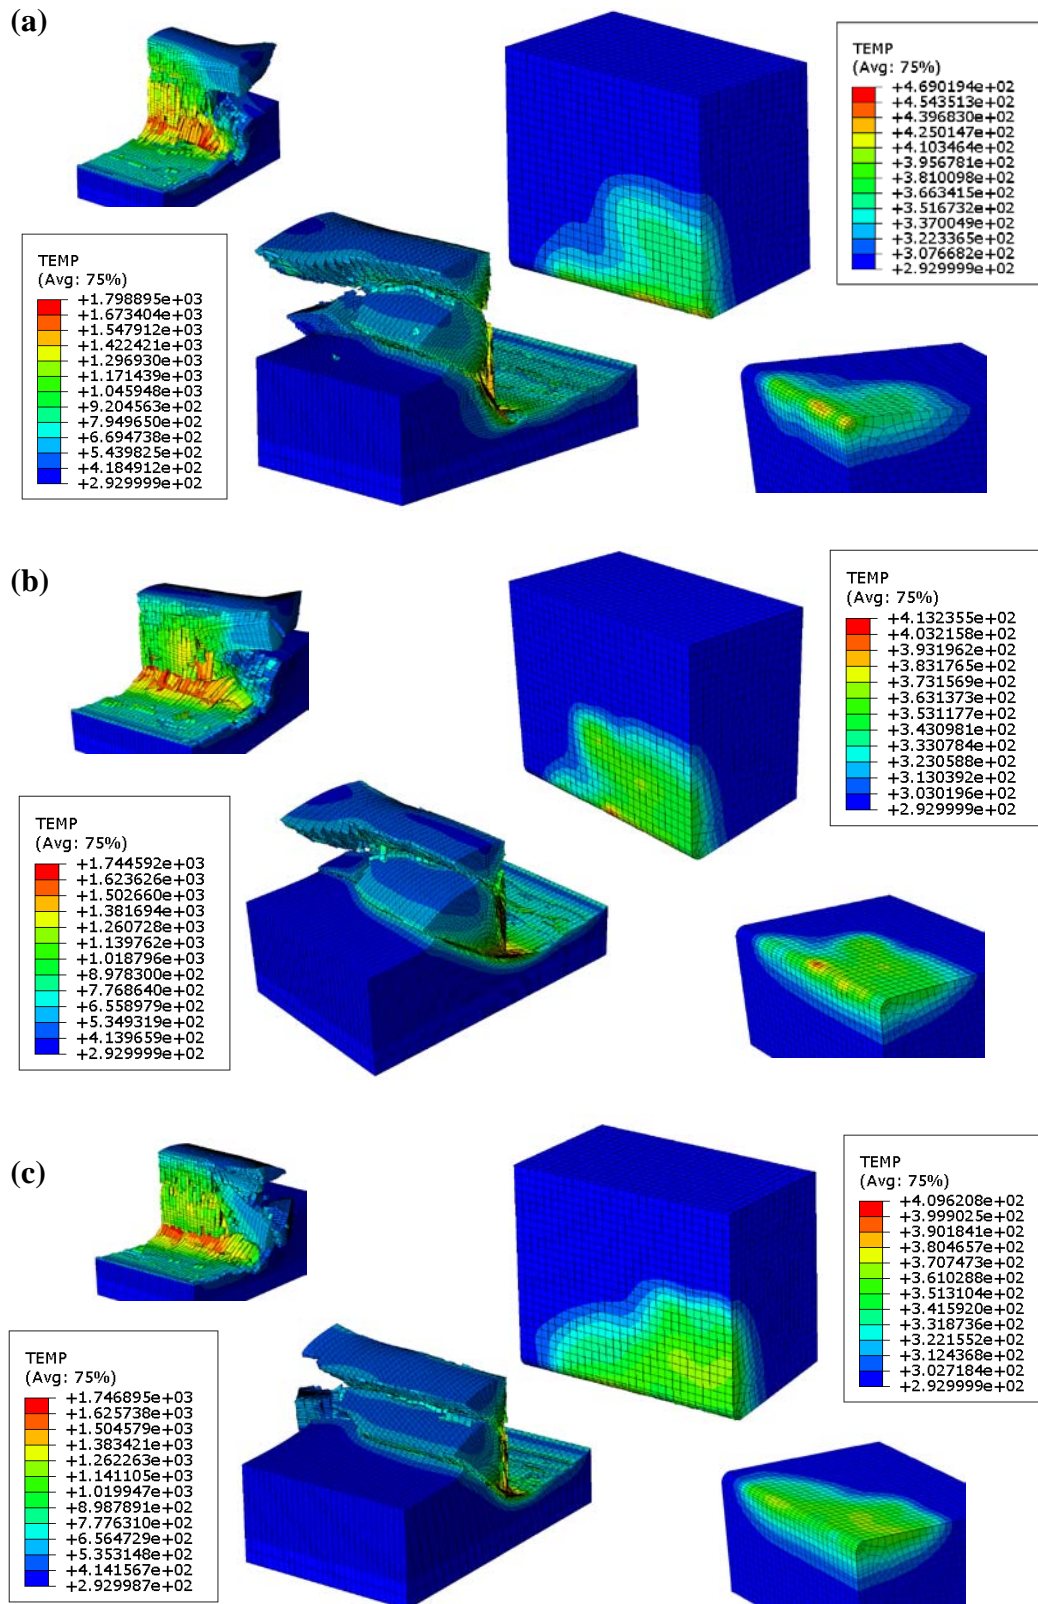 (a)
TEMP
(Avg: 75%)
+4.690194e+02
+4.543513e+02
+4.396830e+02
+4.250147e+02
+4.103464e+02
+3.956781e+02
+3.810098e+02
+3.663415e+02
+3.516732e+02
+3.370049e+02
+3.223365e+02
+3.076682e+02
+2.929999e+02
TEMP
(Avg: 75%)
+1.798895e+03
+1.673404e+03
+1.547912e+03
+1.422421e+03
+1.296930e+03
+1.171439e+03
+1.045948e+03
+9.204563e+02
+7.949650e+02
+6.694738e+02
+5.439825e+02
+4.184912e+02
+2.929999e+02
(b)
TEMP
(Avg: 75%)
+4.132355e+02
+4.032158e+02
+3.931962e+02
+3.831765e+02
+3.731569e+02
+3.631373e+02
+3.531177e+02
+3.430981e+02
+3.330784e+02
+3.230588e+02
+3.130392e+02
+3.030196e+02
+2.929999e+02
TEMP
(Avg: 75%)
+1.744592e+03
+1.623626e+03
+1.502660e+03
+1.381694e+03
+1.260728e+03
+1.139762e+03
+1.018796e+03
+8.978300e+02
+7.768640e+02
+6.558979e+02
+5.349319e+02
+4.139659e+02
+2.929999e+02
(c)
TEMP
(Avg: 75%)
+4.096208e+02
+3.999025e+02
+3.901841e+02
+3.804657e+02
+3.707473e+02
+3.610288e+02
+3.513104e+02
+3.415920e+02
+3.318736e+02
+3.221552e+02
+3.124368e+02
+3.027184e+02
+2.929999e+02
TEMP
(Avg: 75%)
+1.746895e+03
+1.625738e+03
+1.504579e+03
+1.383421e+03
+1.262263e+03
+1.141105e+03
+1.019947e+03
+8.987891e+02
+7.776310e+02
+6.564729e+02
+5.353148e+02
+4.141567e+02
+2.929987e+02